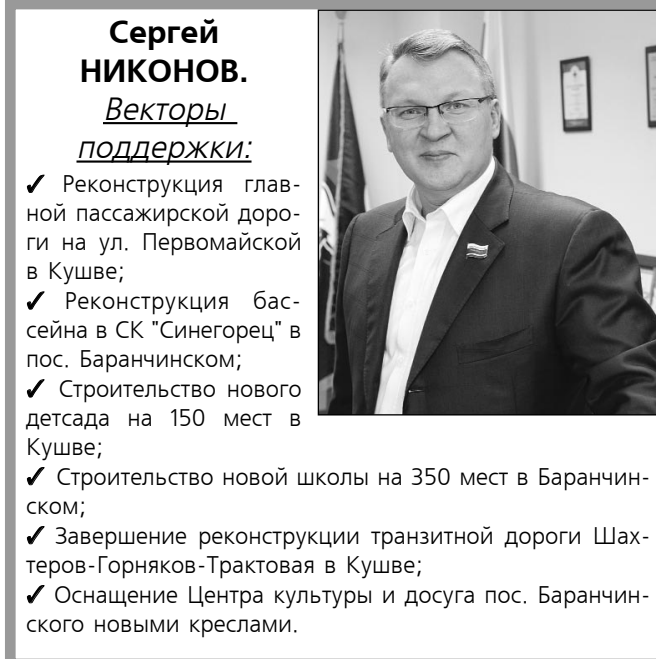 Сергей
НИКОНОВ.
Векторы
поддержки:
✓ Реконструкция глав-
ной пассажирской доро-
ги на ул. Первомайской
в Кушве;
✓ Реконструкция бас-
сейна в СК "Синегорец" в
пос. Баранчинском;
✓ Строительство нового
детсада на 150 мест в
Кушве;
✓ Строительство новой школы на 350 мест в Баранчин-
ском;
✓ Завершение реконструкции транзитной дороги Шах-
теров-Горняков-Трактовая в Кушве;
✓ Оснащение Центра культуры и досуга пос. Баранчин-
ского новыми креслами.